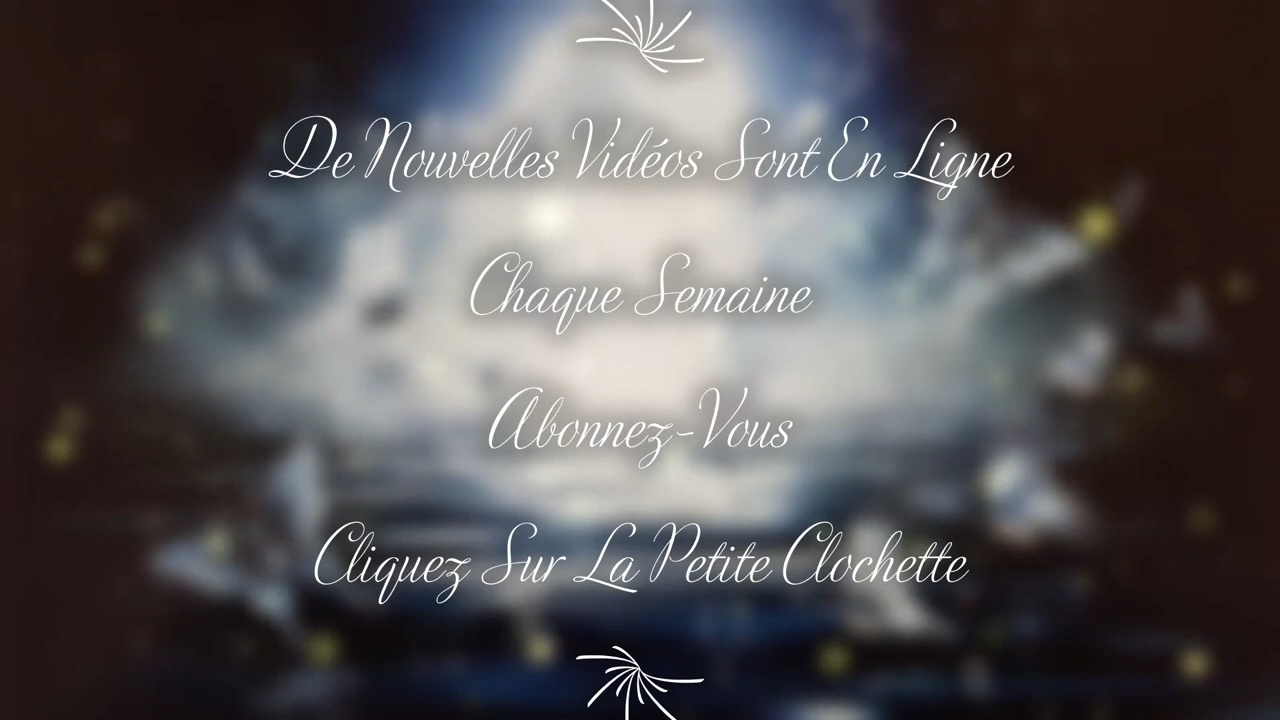 De Nouvelles Vidéos Sont En Ligne
Chaque Semaine
Abonnez-Vous
Cliquez Sur La Petite Clochette